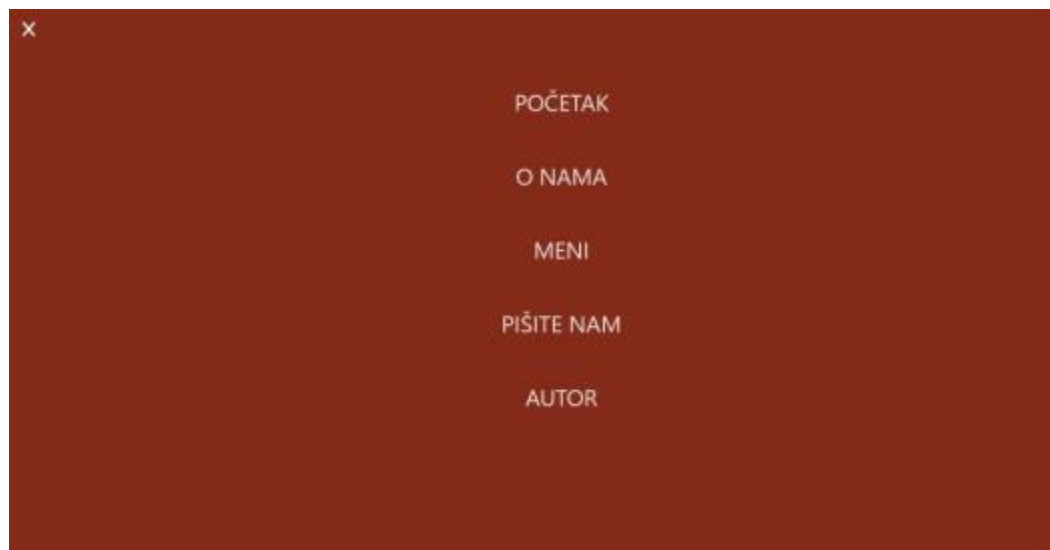 ×
POČETAK
O NAMA
MENI
PIŠITE NAM
AUTOR